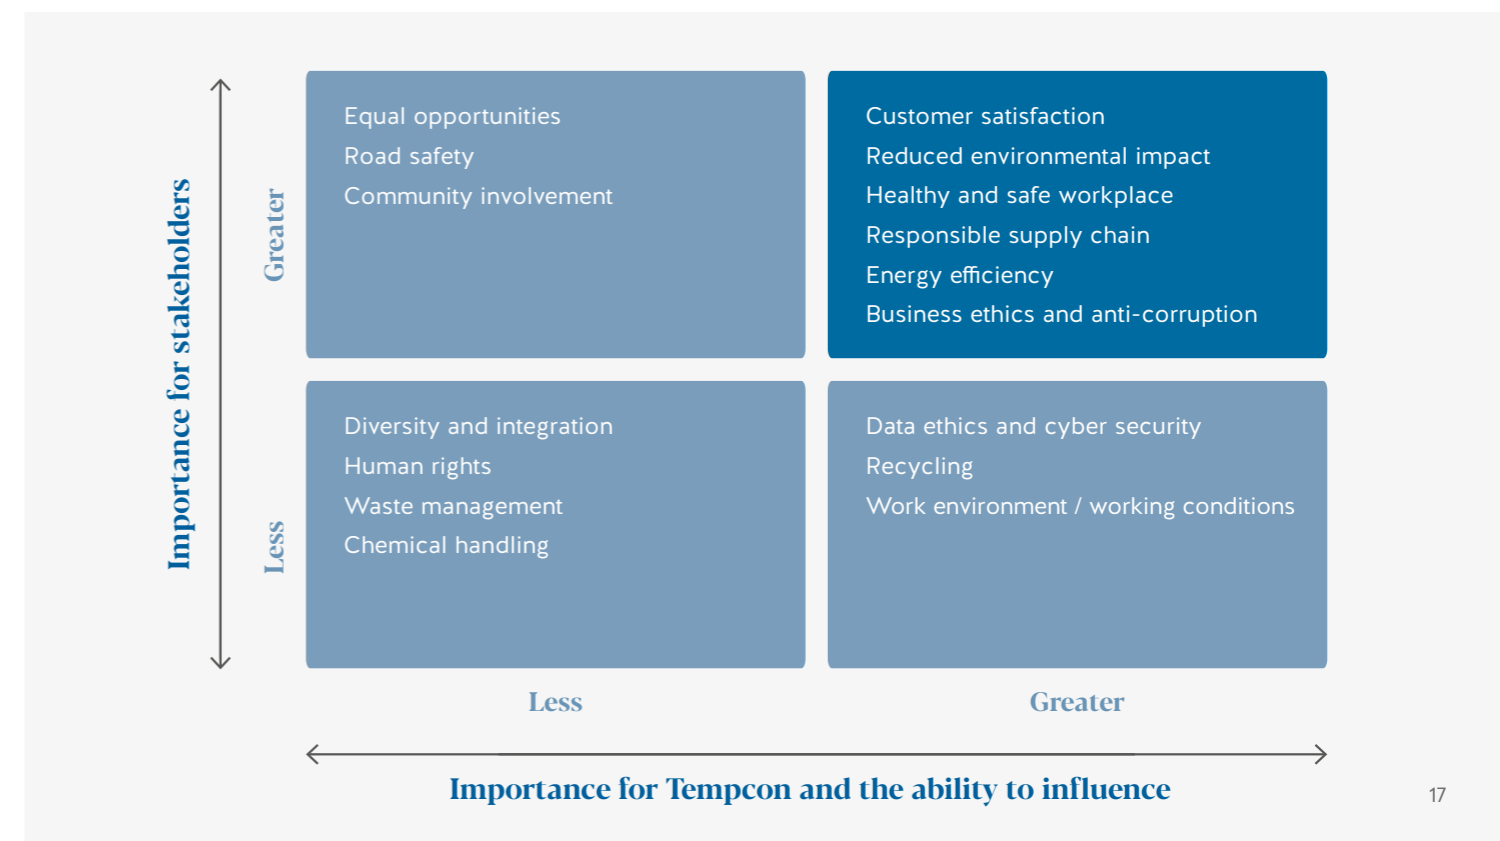 Importance for stakeholders
Greater
Equal opportunities
Road safety
Community involvement
Customer satisfaction
Reduced environmental impact
Healthy and safe workplace
Responsible supply chain
Energy efficiency
Business ethics and anti-corruption
Less
Diversity and integration
Human rights
Waste management
Chemical handling
Data ethics and cyber security
Recycling
Work environment / working conditions
Less
Greater
Importance for Tempcon and the ability to influence
17